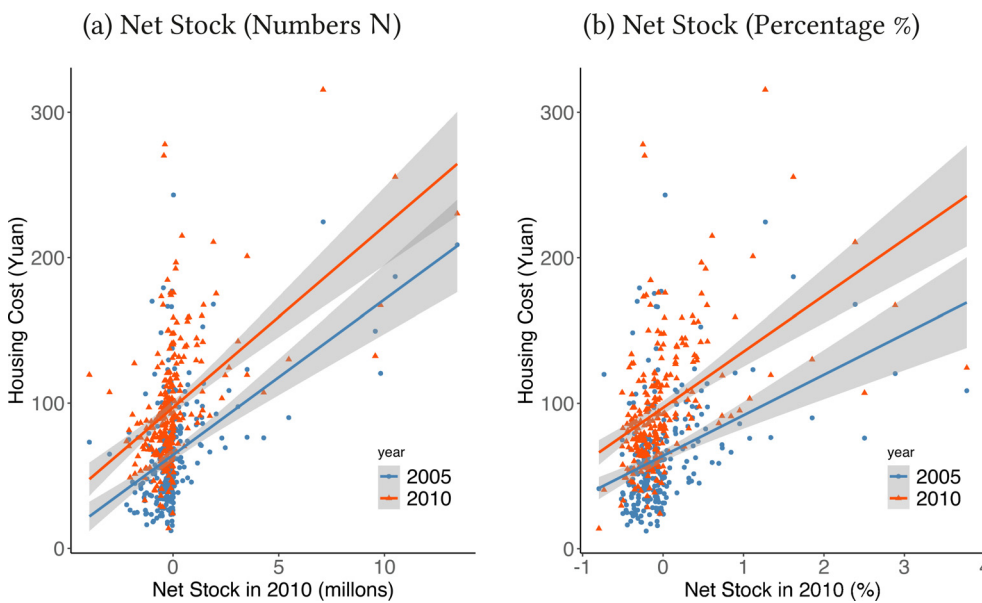 (a) Net Stock (Numbers N)
(b) Net Stock (Percentage %)
Housing Cost (Yuan)
300
200
100
0
0
5
10
Net Stock in 2010 (millons)
year
2005
2010
Housing Cost (Yuan)
300
200
100
0
-1
0
1
2
3
4
Net Stock in 2010 (%)
year
2005
2010